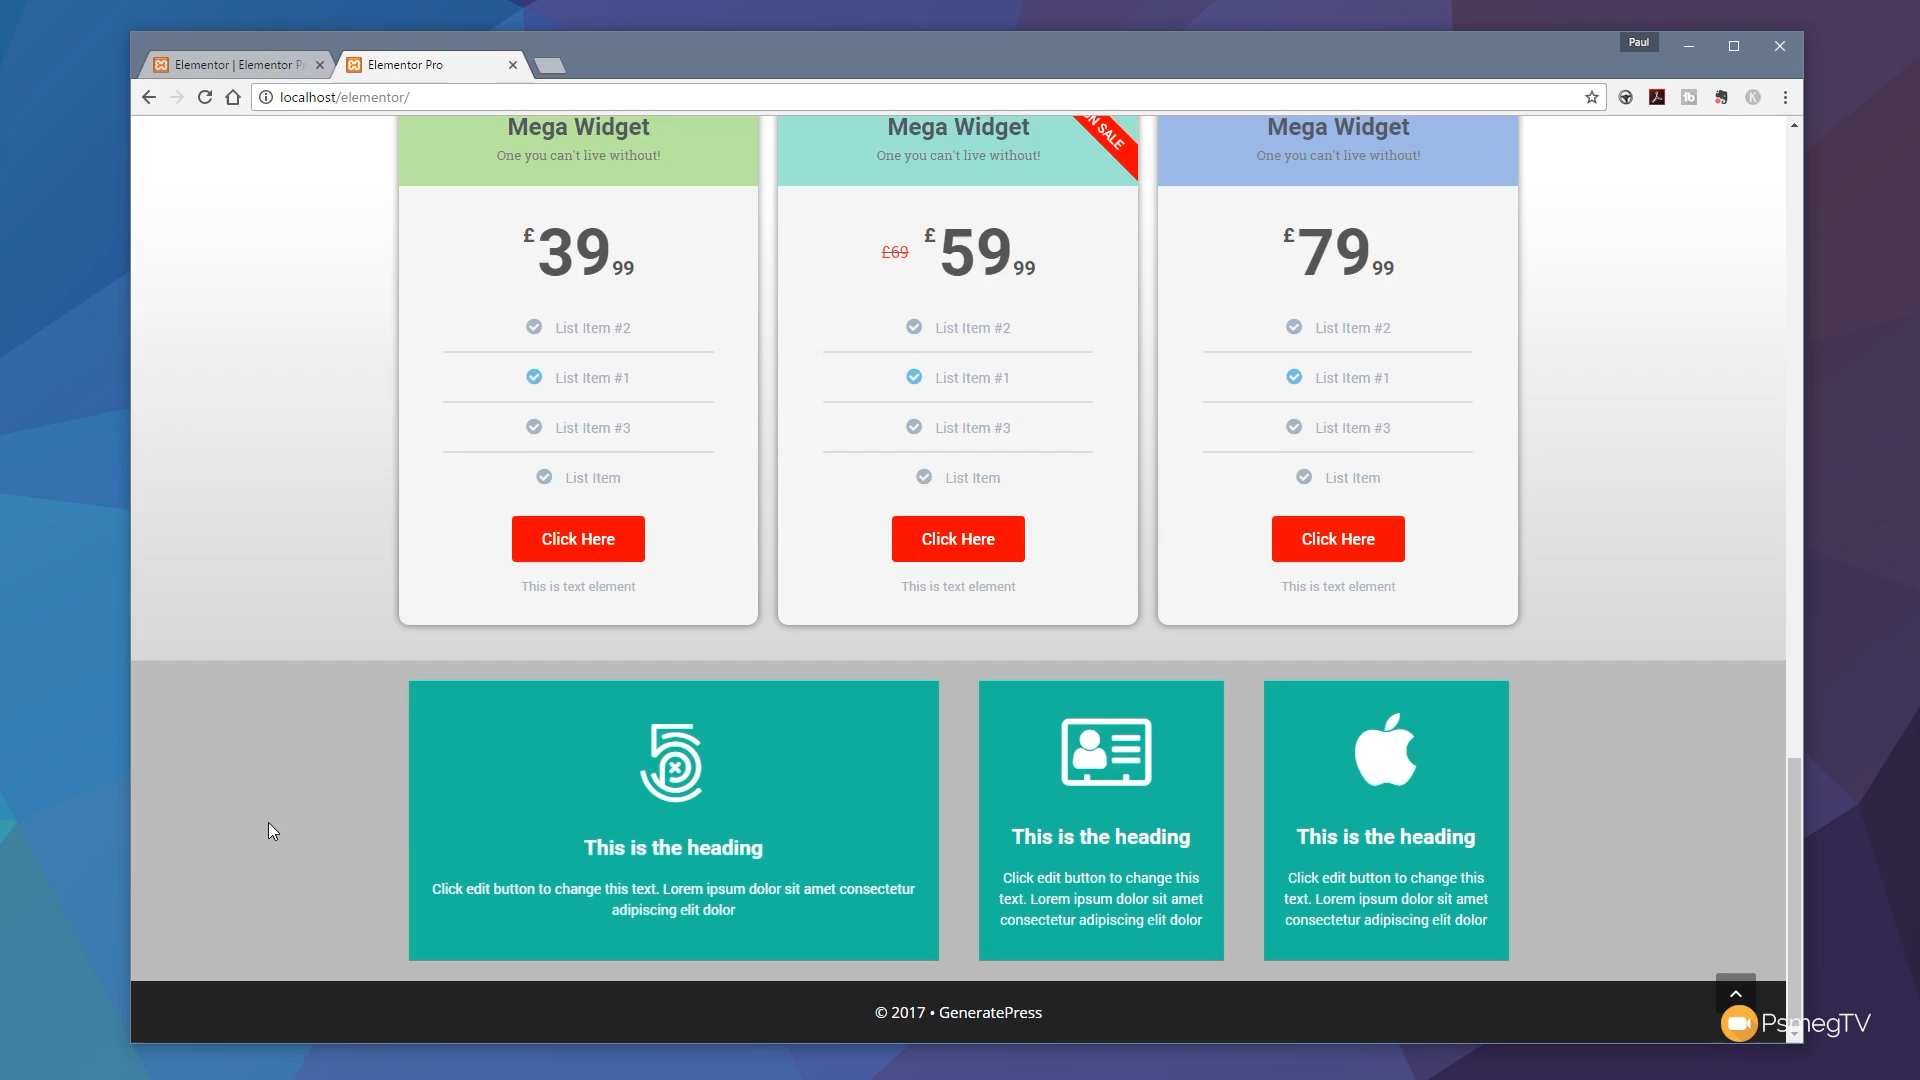 Paul
Elementor | Elementor Pr
Elementor Pro
localhost/elementor/
Mega Widget
One you can't live without!
£39 99
List Item #2
List Item #1
List Item #3
List Item
Click Here
This is text element
Mega Widget
One you can't live without!
N SALE
£69 £59 99
List Item #2
List Item #1
List Item #3
List Item
Click Here
This is text element
Mega Widget
One you can't live without!
£79 99
List Item #2
List Item #1
List Item #3
List Item
Click Here
This is text element
This is the heading
Click edit button to change this text. Lorem ipsum dolor sit amet consectetur
adipiscing elit dolor
This is the heading
Click edit button to change this
text. Lorem ipsum dolor sit amet
consectetur adipiscing elit dolor
This is the heading
Click edit button to change this
text. Lorem ipsum dolor sit amet
consectetur adipiscing elit dolor
© 2017 • GeneratePress
PsmegTV